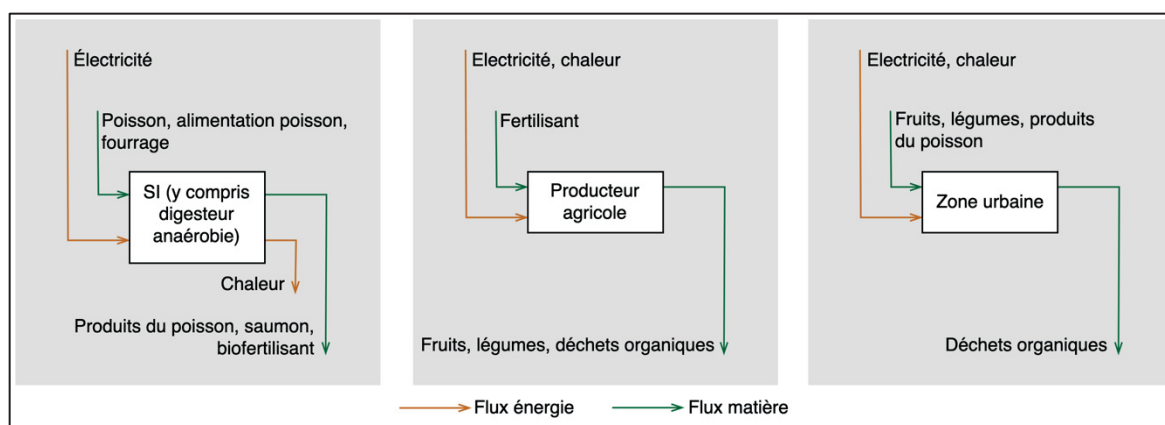 Électricité
Poisson, alimentation poisson,
fourrage
SI (y compris
digesteur
anaérobie)
Chaleur
Produits du poisson, saumon,
biofertilisant
Electricité, chaleur
Fertilisant
Producteur
agricole
Fruits, légumes, déchets organiques
Electricité, chaleur
Fruits, légumes, produits
du poisson
Zone urbaine
Déchets organiques
Flux énergie
Flux matière